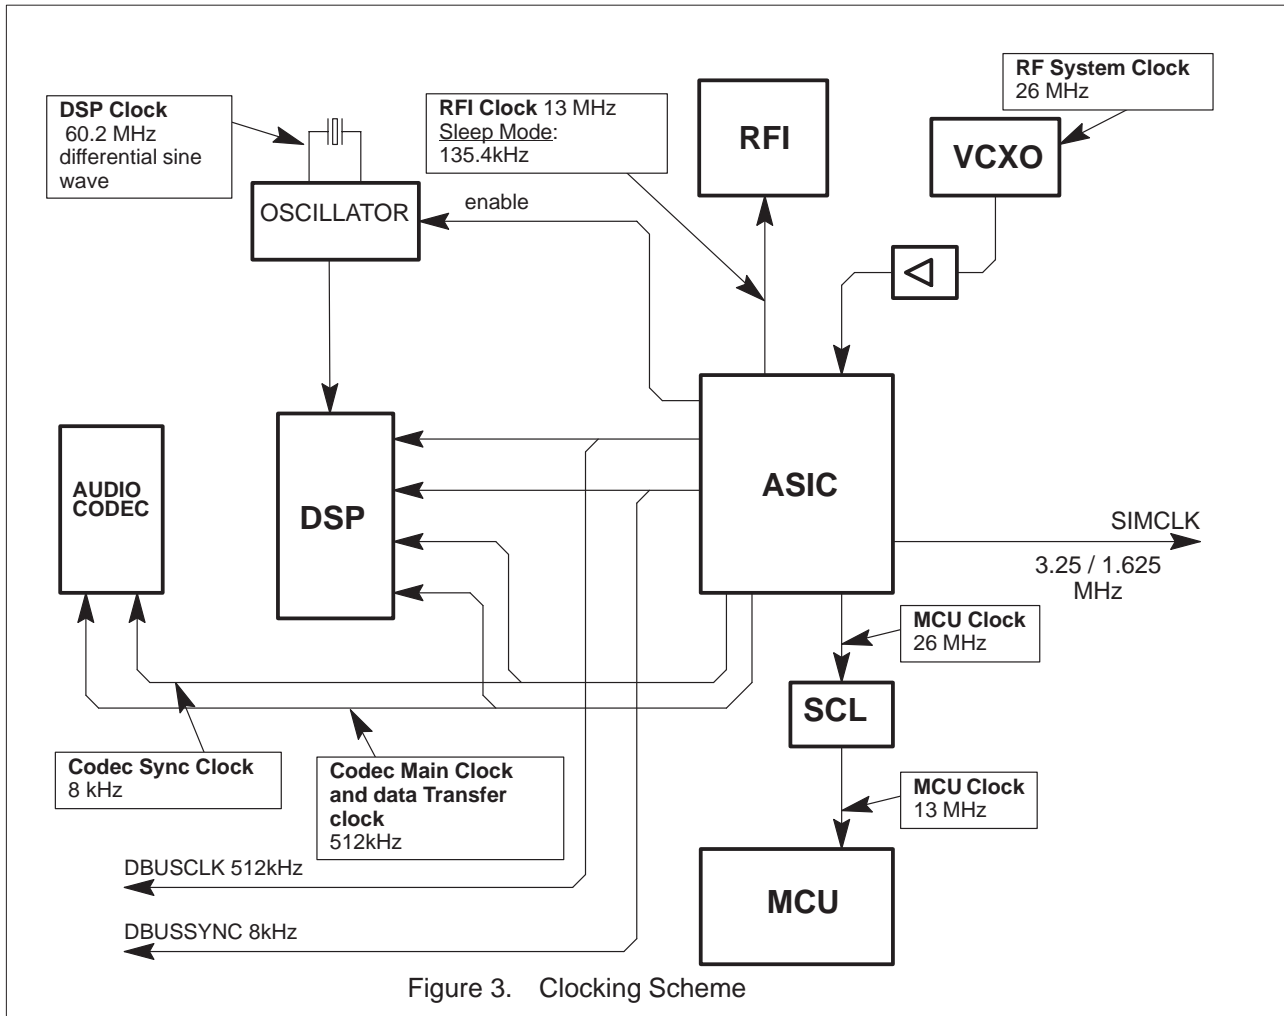 RF System Clock
26 MHz
DSP Clock
60.2 MHz
differential sine
wave
RFI Clock 13 MHz
Sleep Mode:
135.4kHz
RFI
VCXO
OSCILLATOR
enable
AUDIO
CODEC
DSP
ASIC
SIMCLK
3.25 / 1.625
MHz
MCU Clock
26 MHz
SCL
Codec Sync Clock
8 kHz
Codec Main Clock
and data Transfer
clock
512kHz
MCU Clock
13 MHz
DBUSCLK 512kHz
MCU
DBUSSYNC 8kHz
Figure 3. Clocking Scheme